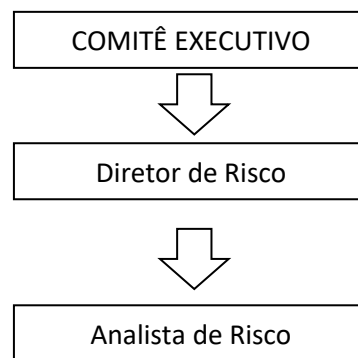 COMITÊ EXECUTIVO
Diretor de Risco
Analista de Risco